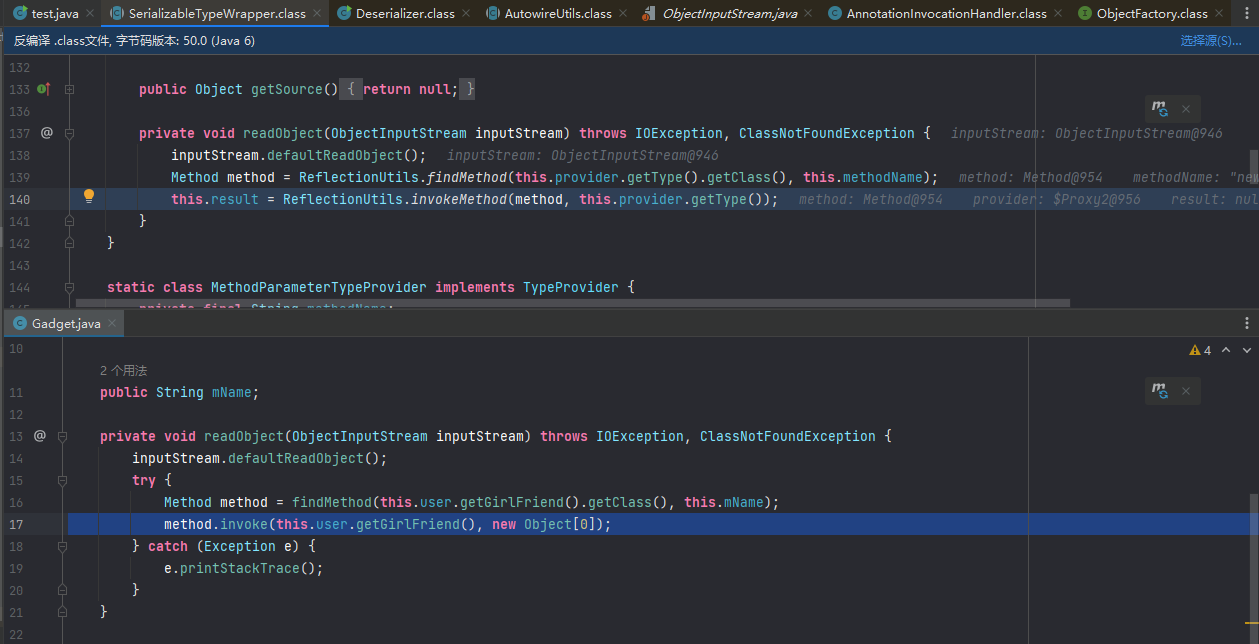 test.java SerializableTypeWrapper.class Deserializer.class AutowireUtils.class ObjectInputStream.java AnnotationInvocationHandler.class ObjectFactory.class
反编译 .class文件, 字节码版本: 50.0 (Java 6) 选择源(S)...
132
133 public Object getSource() { return null; }
136
137 @ private void readObject(ObjectInputStream inputStream) throws IOException, ClassNotFoundException { inputStream: ObjectInputStream@946
138 inputStream.defaultReadObject(); inputStream: ObjectInputStream@946
139 Method method = ReflectionUtils.findMethod(this.provider.getType().getClass(), this.methodName); method: Method@954 methodName: "new
140 this.result = ReflectionUtils.invokeMethod(method, this.provider.getType()); method: Method@954 provider: $Proxy2@956 result: nul
141 }
142 }
143
144 static class MethodParameterTypeProvider implements TypeProvider {
145 private final String methodName;
Gadget.java
10 4
2 个用法
11 public String mName;
12
13 @ private void readObject(ObjectInputStream inputStream) throws IOException, ClassNotFoundException {
14 inputStream.defaultReadObject();
15 try {
16 Method method = findMethod(this.user.getGirlFriend().getClass(), this.mName);
17 method.invoke(this.user.getGirlFriend(), new Object[0]);
18 } catch (Exception e) {
19 e.printStackTrace();
20 }
21 }
22